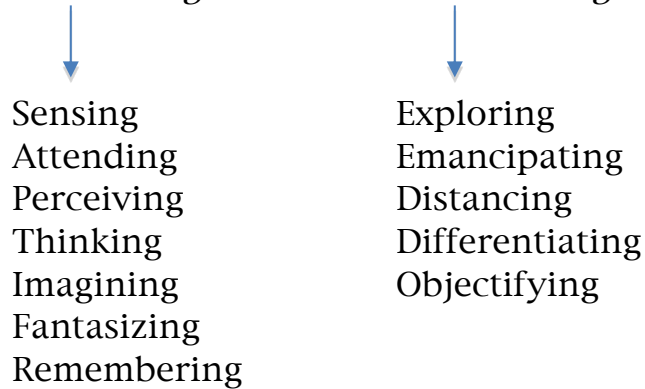 Sensing
Attending
Perceiving
Thinking
Imagining
Fantasizing
Remembering
Exploring
Emancipating
Distancing
Differentiating
Objectifying